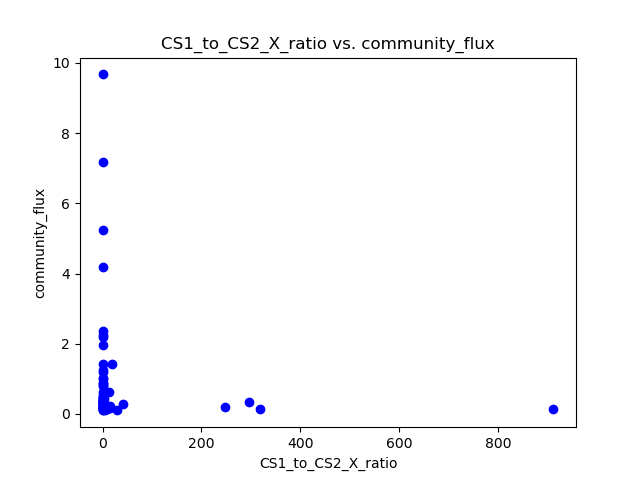 CS1_to_CS2_X_ratio vs. community_flux
10
8
6
4
2
0
community_flux
0 200 400 600 800
CS1_to_CS2_X_ratio